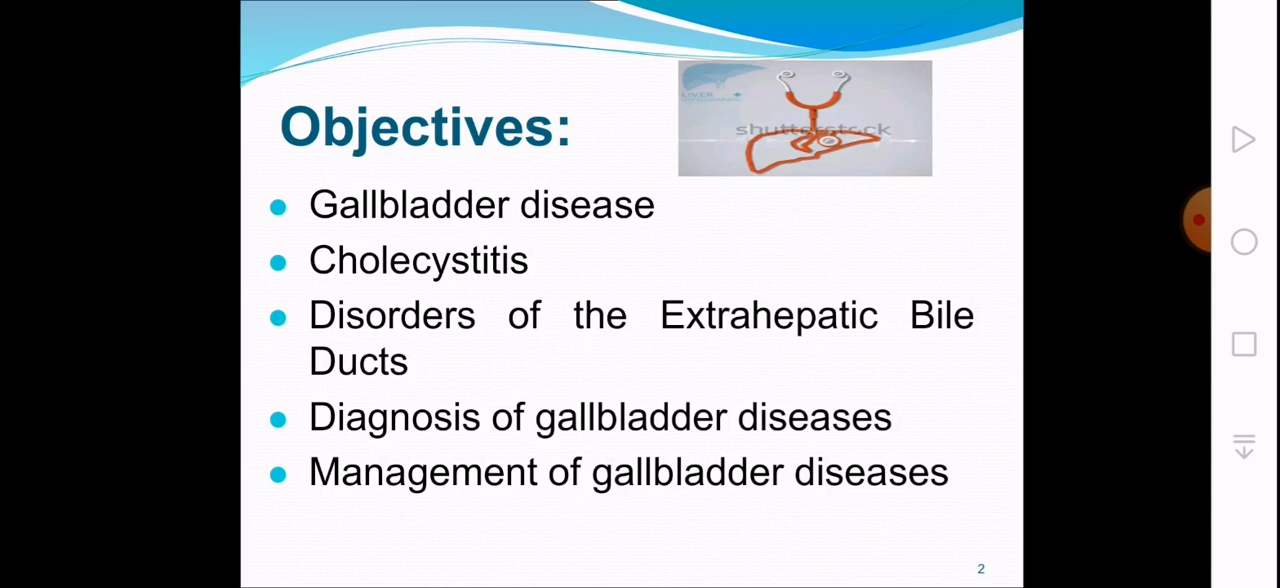 LIVER
shutterstock
Objectives:
Gallbladder disease
Cholecystitis
Disorders of the Extrahepatic Bile
Ducts
Diagnosis of gallbladder diseases
Management of gallbladder diseases
2